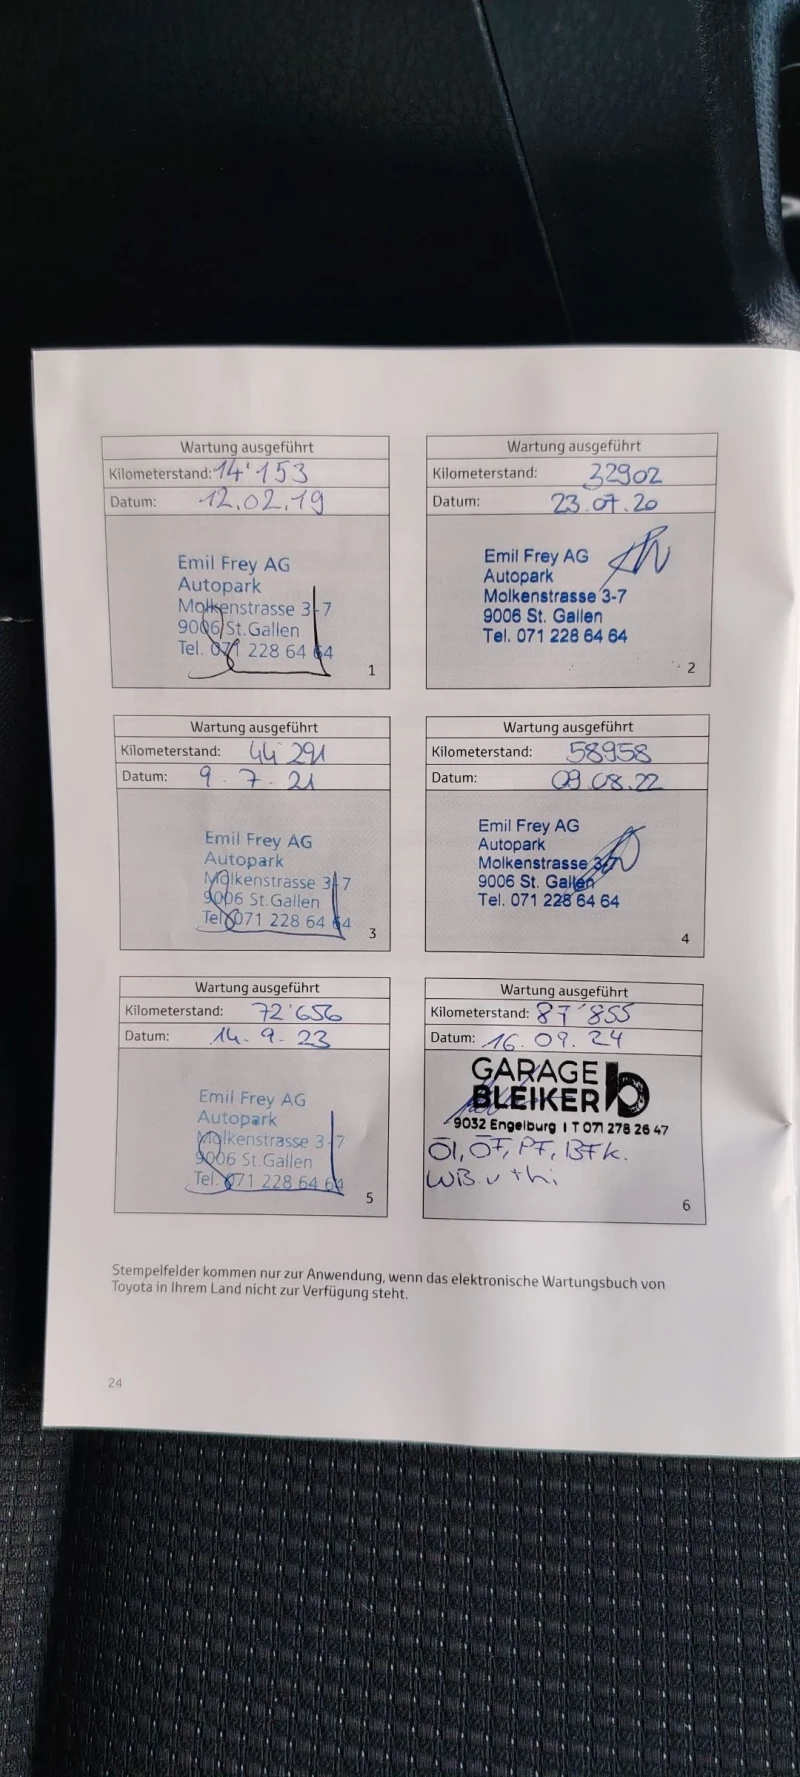 Wartung ausgeführt
Kilometerstand: 14'153
Datum: 12.02.19
Emil Frey AG
Autopark
Molkenstrasse 3-7
9006 St.Gallen
Tel. 071 228 64 64
1
Wartung ausgeführt
Kilometerstand: 32902
Datum: 23.07.20
Emil Frey AG
Autopark
Molkenstrasse 3-7
9006 St. Gallen
Tel. 071 228 64 64
2
Wartung ausgeführt
Kilometerstand: 44'291
Datum: 9.7.21
Emil Frey AG
Autopark
Molkenstrasse 3-7
9006 St.Gallen
Tel. 071 228 64 64
3
Wartung ausgeführt
Kilometerstand: 58958
Datum: 09.08.22
Emil Frey AG
Autopark
Molkenstrasse 3-7
9006 St. Gallen
Tel. 071 228 64 64
4
Wartung ausgeführt
Kilometerstand: 72'656
Datum: 14.9.23
Emil Frey AG
Autopark
Molkenstrasse 3-7
9006 St.Gallen
Tel. 071 228 64 64
5
Wartung ausgeführt
Kilometerstand: 87'855
Datum: 16.09.24
GARAGE
BLEIKER b
9032 Engelburg I T 071 278 26 47
Öl, ÖF, PF, BFk.
WB
6
Stempelfelder kommen nur zur Anwendung, wenn das elektronische Wartungsbuch von
Toyota in Ihrem Land nicht zur Verfügung steht.
24